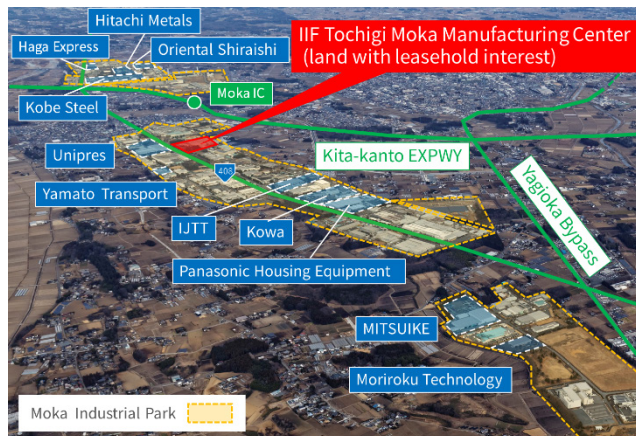 Hitachi Metals
Haga Express
Oriental Shiraishi
IIF Tochigi Moka Manufacturing Center
(land with leasehold interest)
Kobe Steel
Moka IC
Unipres
Kita-kanto EXPWY
408
Yamato Transport
Yagioka Bypass
IJTT
Kowa
Panasonic Housing Equipment
MITSUIKE
Moriroku Technology
Moka Industrial Park